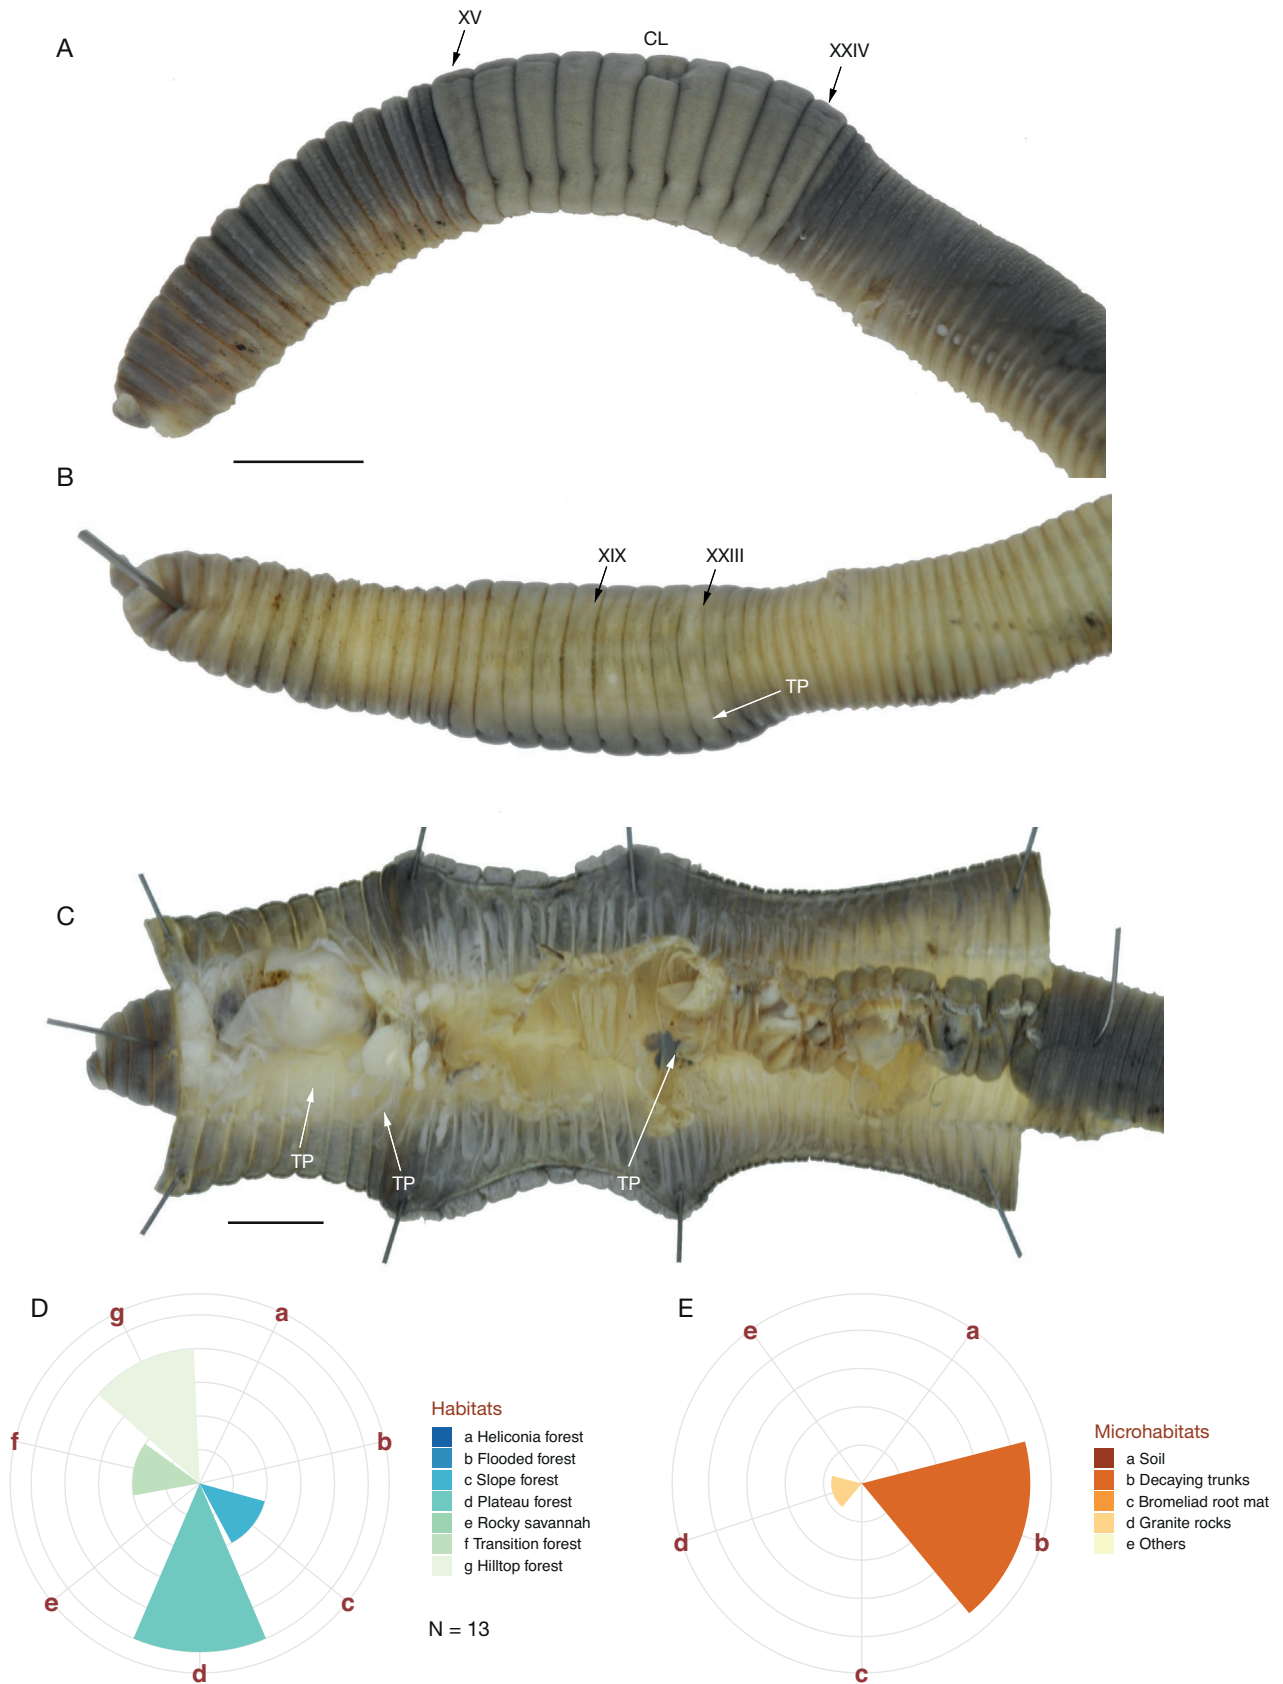 A
XV
CL
XXIV
B
XIX
XXIII
TP
C
TP
TP
TP
D
g
a
f
b
e
c
d
Habitats
a Heliconia forest
b Flooded forest
c Slope forest
d Plateau forest
e Rocky savannah
f Transition forest
g Hilltop forest
N = 13
E
e
a
d
b
c
Microhabitats
a Soil
b Decaying trunks
c Bromeliad root mat
d Granite rocks
e Others